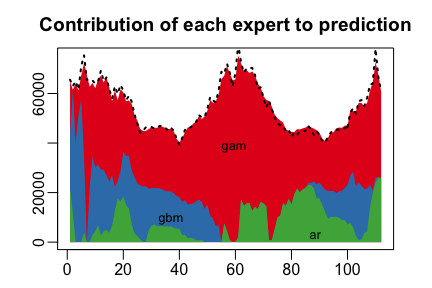 Contribution of each expert to prediction
60000
20000
0
gam
gbm
ar
0 20 40 60 80 100